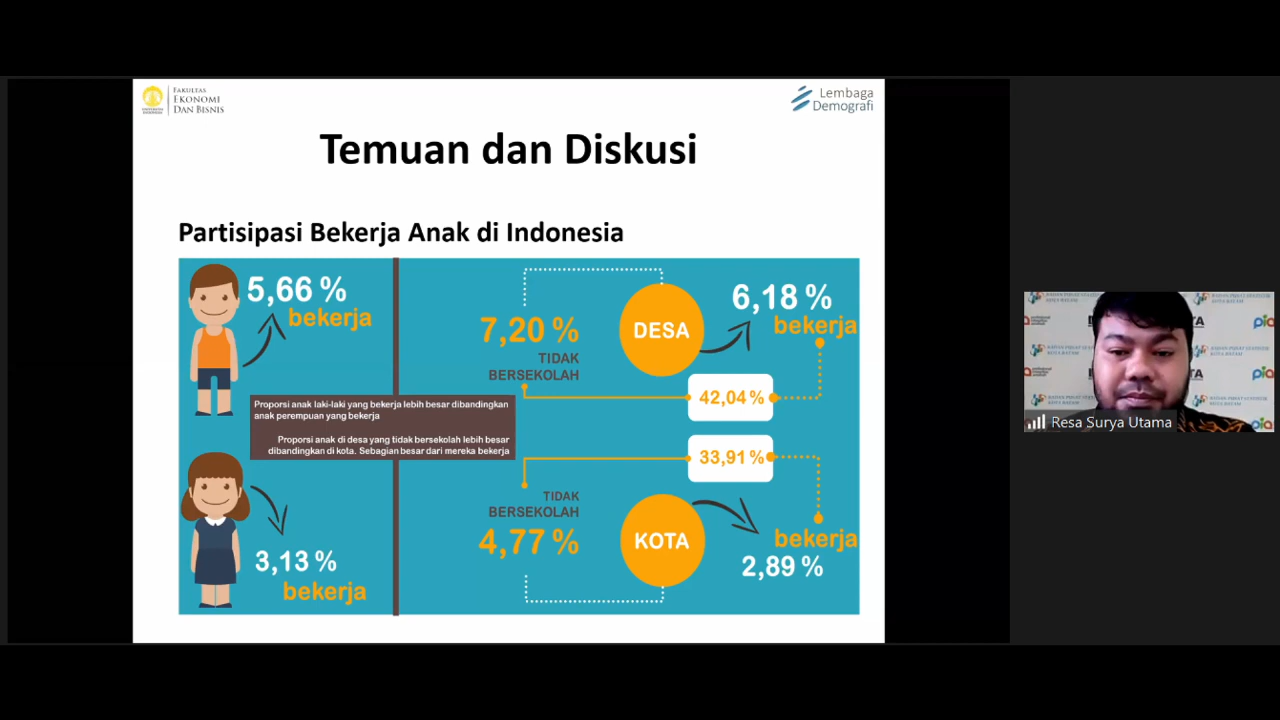 FAKULTAS
EKONOMI
DAN BISNIS
Lembaga
Demografi
Temuan dan Diskusi
Partisipasi Bekerja Anak di Indonesia
5,66 %
bekerja
7,20 %
TIDAK
BERSEKOLAH
DESA
6,18 %
bekerja
42,04 %
Proporsi anak laki-laki yang bekerja lebih besar dibandingkan
anak perempuan yang bekerja
Proporsi anak di desa yang tidak bersekolah lebih besar
dibandingkan di kota. Sebagian besar dari mereka bekerja
33,91 %
TIDAK
BERSEKOLAH
4,77 %
KOTA
bekerja
2,89 %
3,13 %
bekerja
Resa Surya Utama